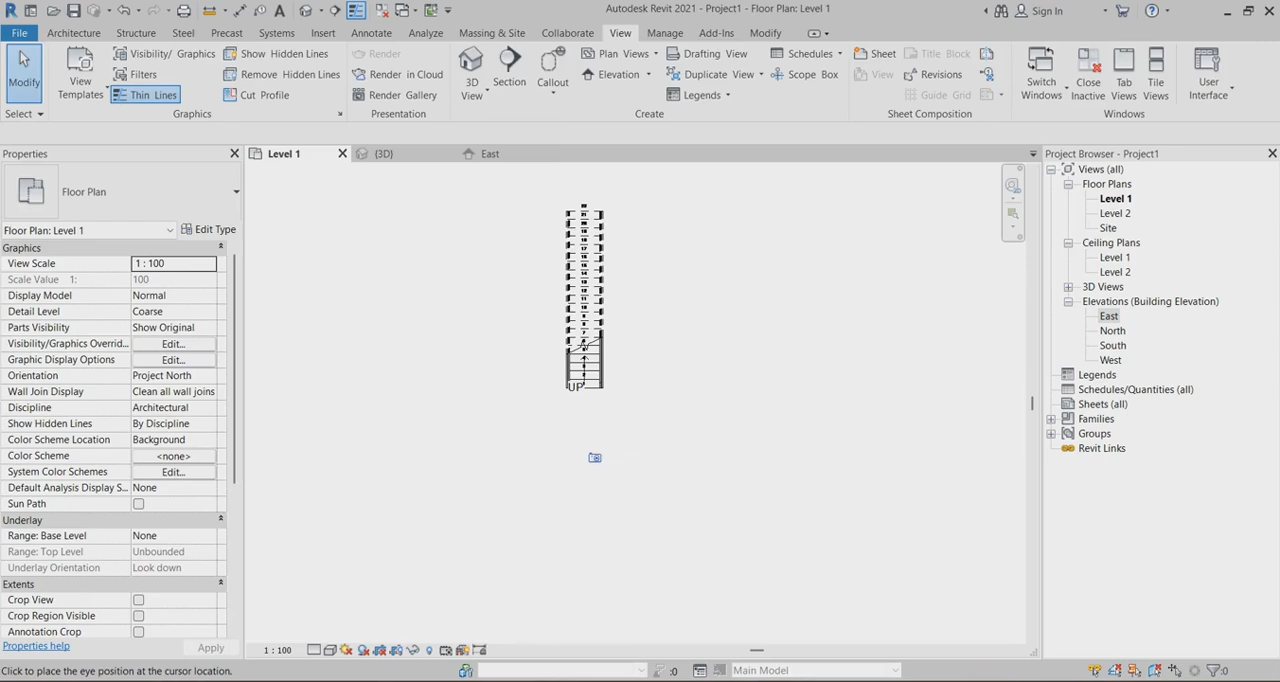 Autodesk Revit 2021 - Project1 - Floor Plan: Level 1
Sign In
File Architecture Structure Steel Precast Systems Insert Annotate Analyze Massing & Site Collaborate View Manage Add-Ins Modify
Modify
View
Templates
Visibility/ Graphics
Filters
Thin Lines
Show Hidden Lines
Remove Hidden Lines
Cut Profile
Render
Render in Cloud
Render Gallery
3D
View
Section
Callout
Plan Views
Elevation
Drafting View
Duplicate View
Legends
Schedules
Scope Box
Sheet
View
Title Block
Revisions
Guide Grid
Switch
Windows
Close
Inactive
Tab
Views
Tile
Views
User
Interface
Select
Graphics
Presentation
Create
Sheet Composition
Windows
Properties
Floor Plan
Floor Plan: Level 1
Edit Type
Graphics
View Scale 1 : 100
Scale Value 1: 100
Display Model Normal
Detail Level Coarse
Parts Visibility Show Original
Visibility/Graphics Overrid... Edit...
Graphic Display Options Edit...
Orientation Project North
Wall Join Display Clean all wall joins
Discipline Architectural
Show Hidden Lines By Discipline
Color Scheme Location Background
Color Scheme <none>
System Color Schemes Edit...
Default Analysis Display S... None
Sun Path
Underlay
Range: Base Level None
Range: Top Level Unbounded
Underlay Orientation Look down
Extents
Crop View
Crop Region Visible
Annotation Crop
Properties help
Apply
Level 1
{3D}
East
UP
1 : 100
Project Browser - Project1
Views (all)
Floor Plans
Level 1
Level 2
Site
Ceiling Plans
Level 1
Level 2
3D Views
Elevations (Building Elevation)
East
North
South
West
Legends
Schedules/Quantities (all)
Sheets (all)
Families
Groups
Revit Links
Click to place the eye position at the cursor location.
:0
Main Model
:0